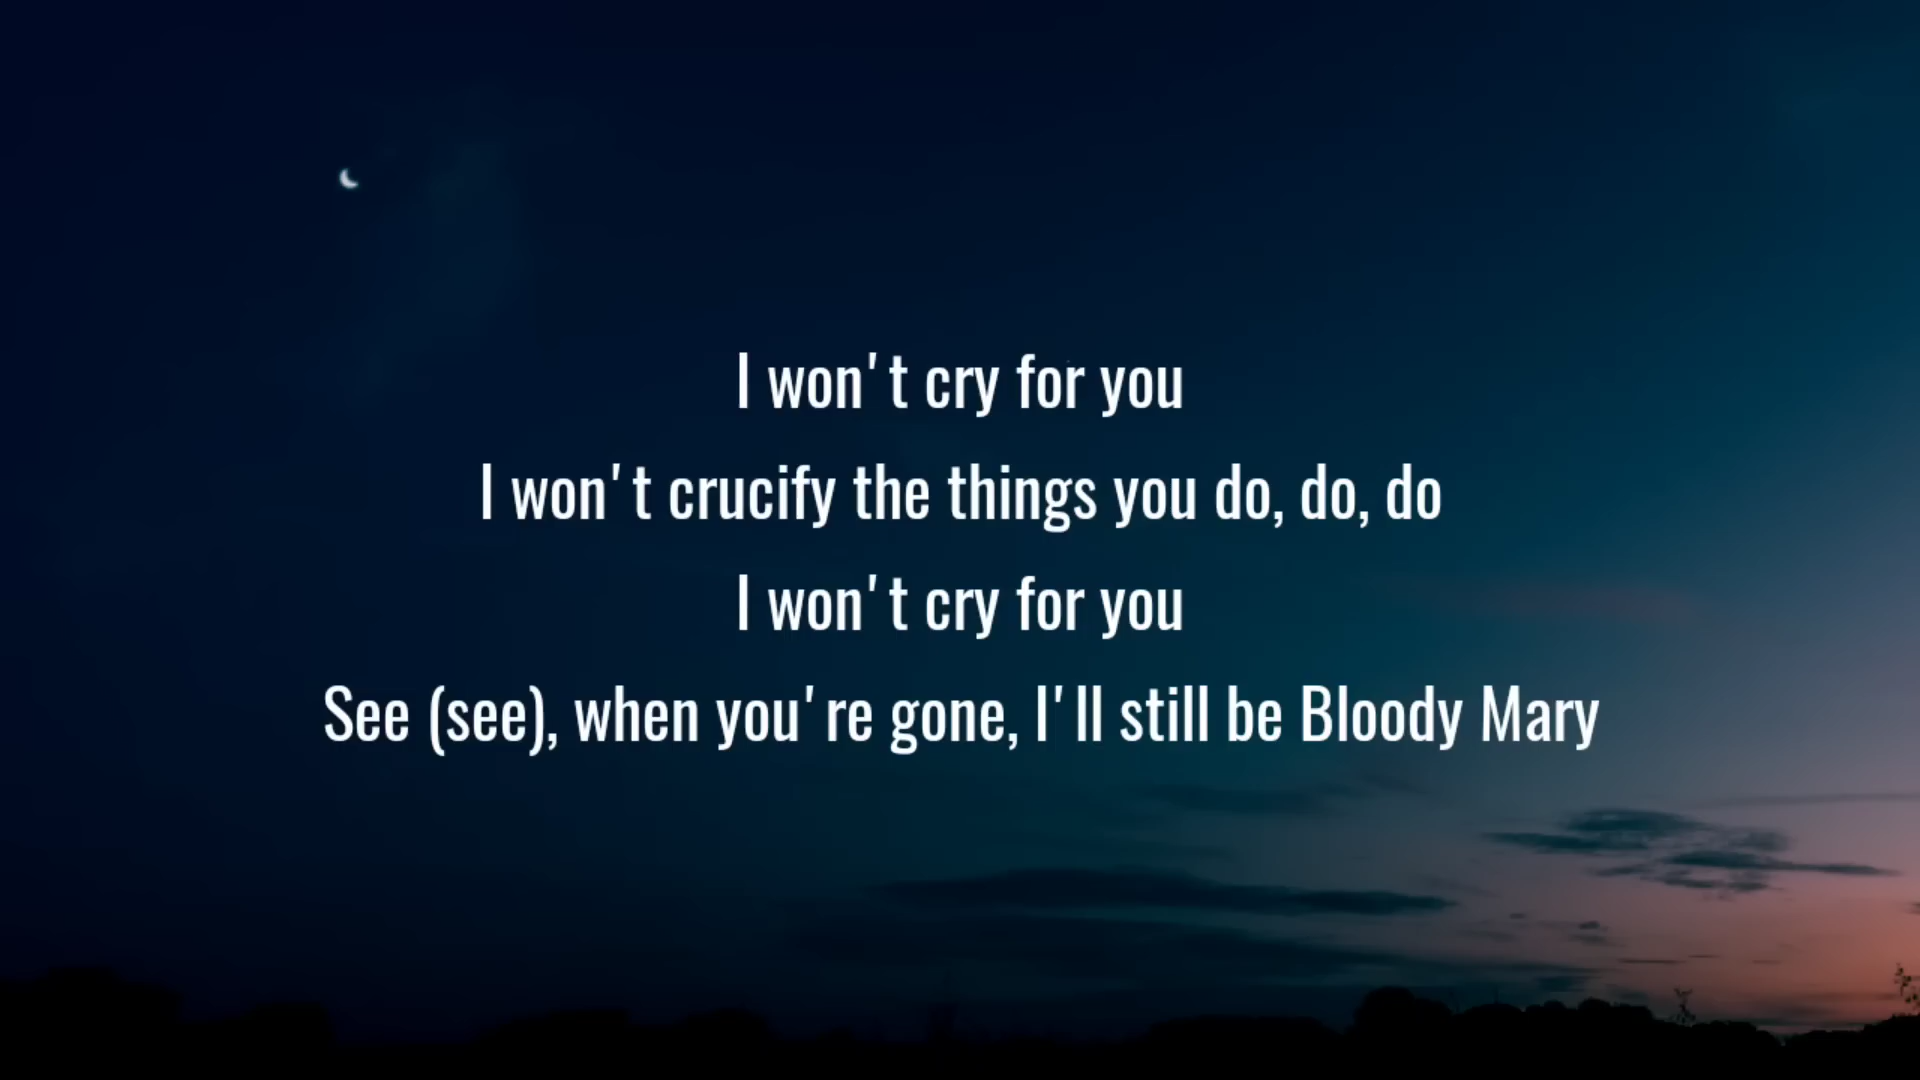 I won't cry for you
I won't crucify the things you do, do, do
I won't cry for you
See (see), when you're gone, I'll still be Bloody Mary